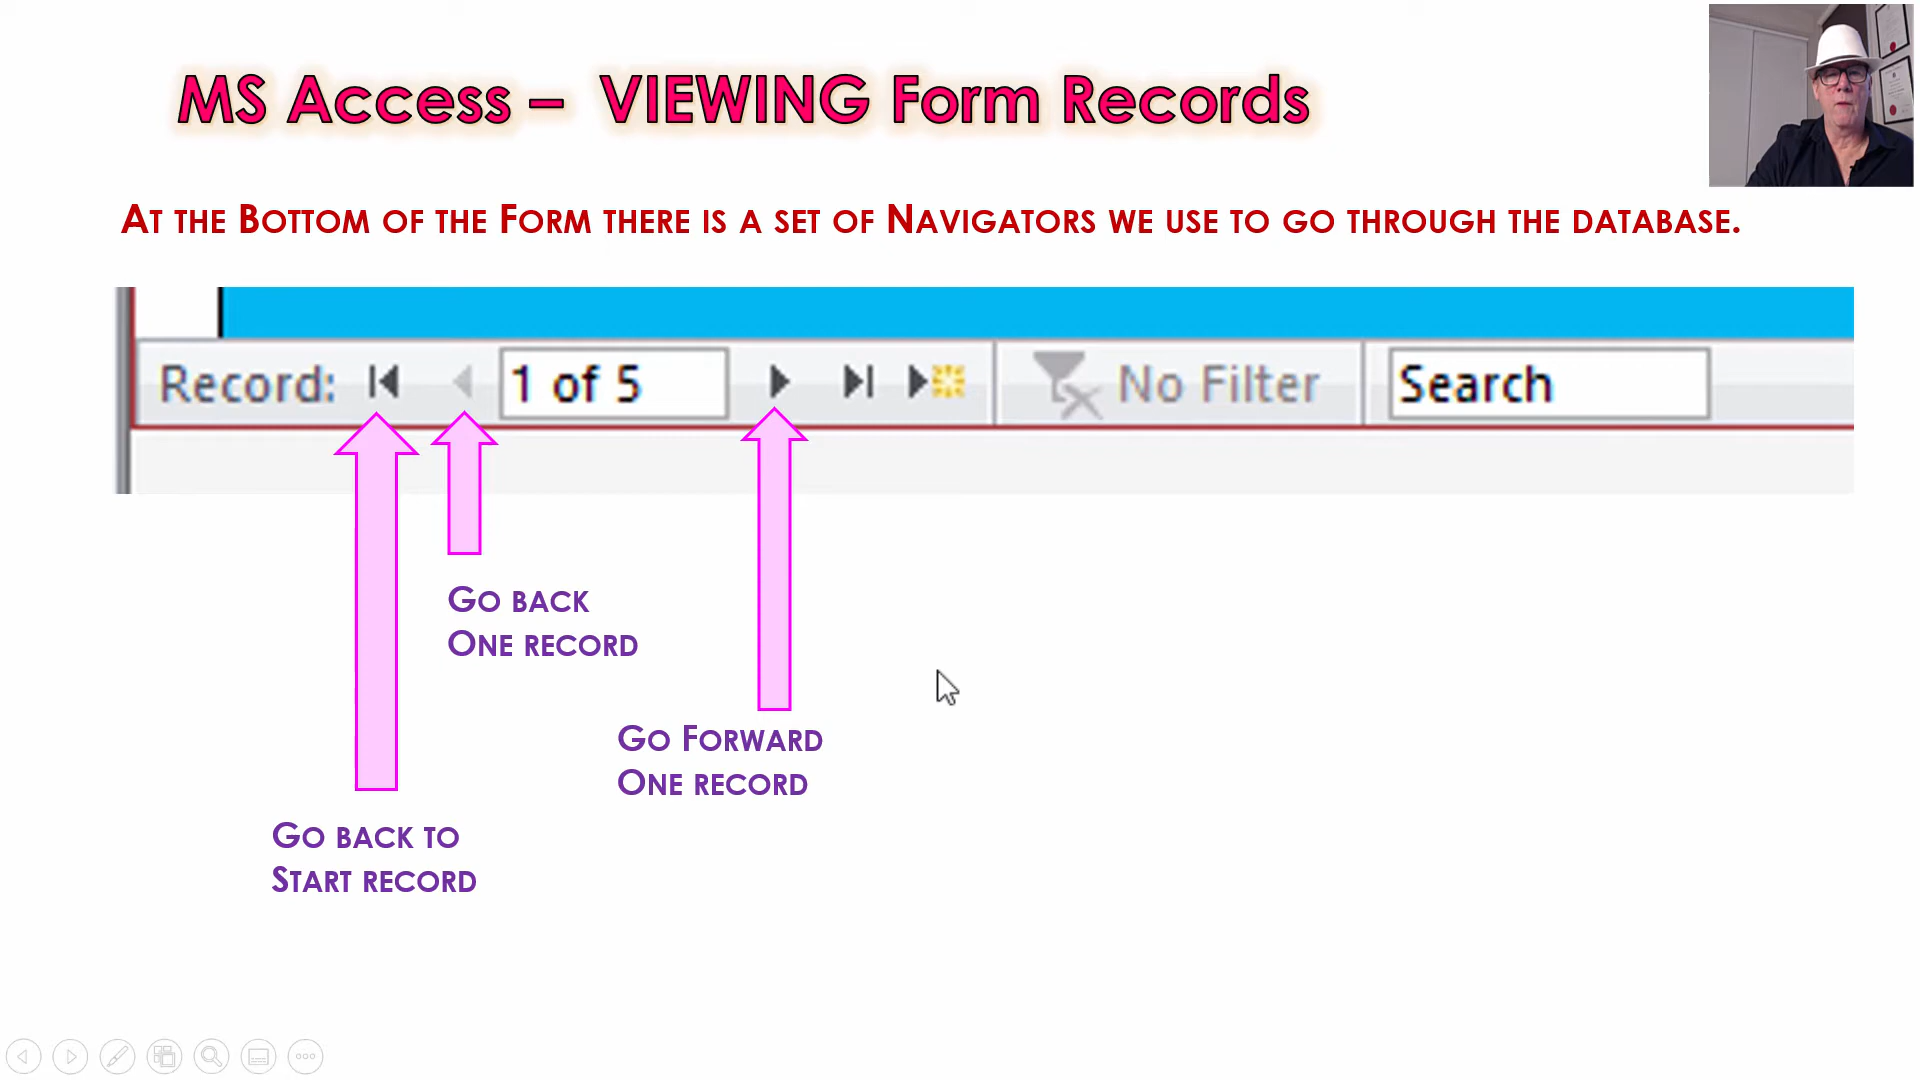 MS Access – VIEWING Form Records
At the Bottom of the Form there is a set of Navigators we use to go through the database.
Record: 1 of 5 No Filter Search
Go back
One record
Go Forward
One record
Go back to
Start record